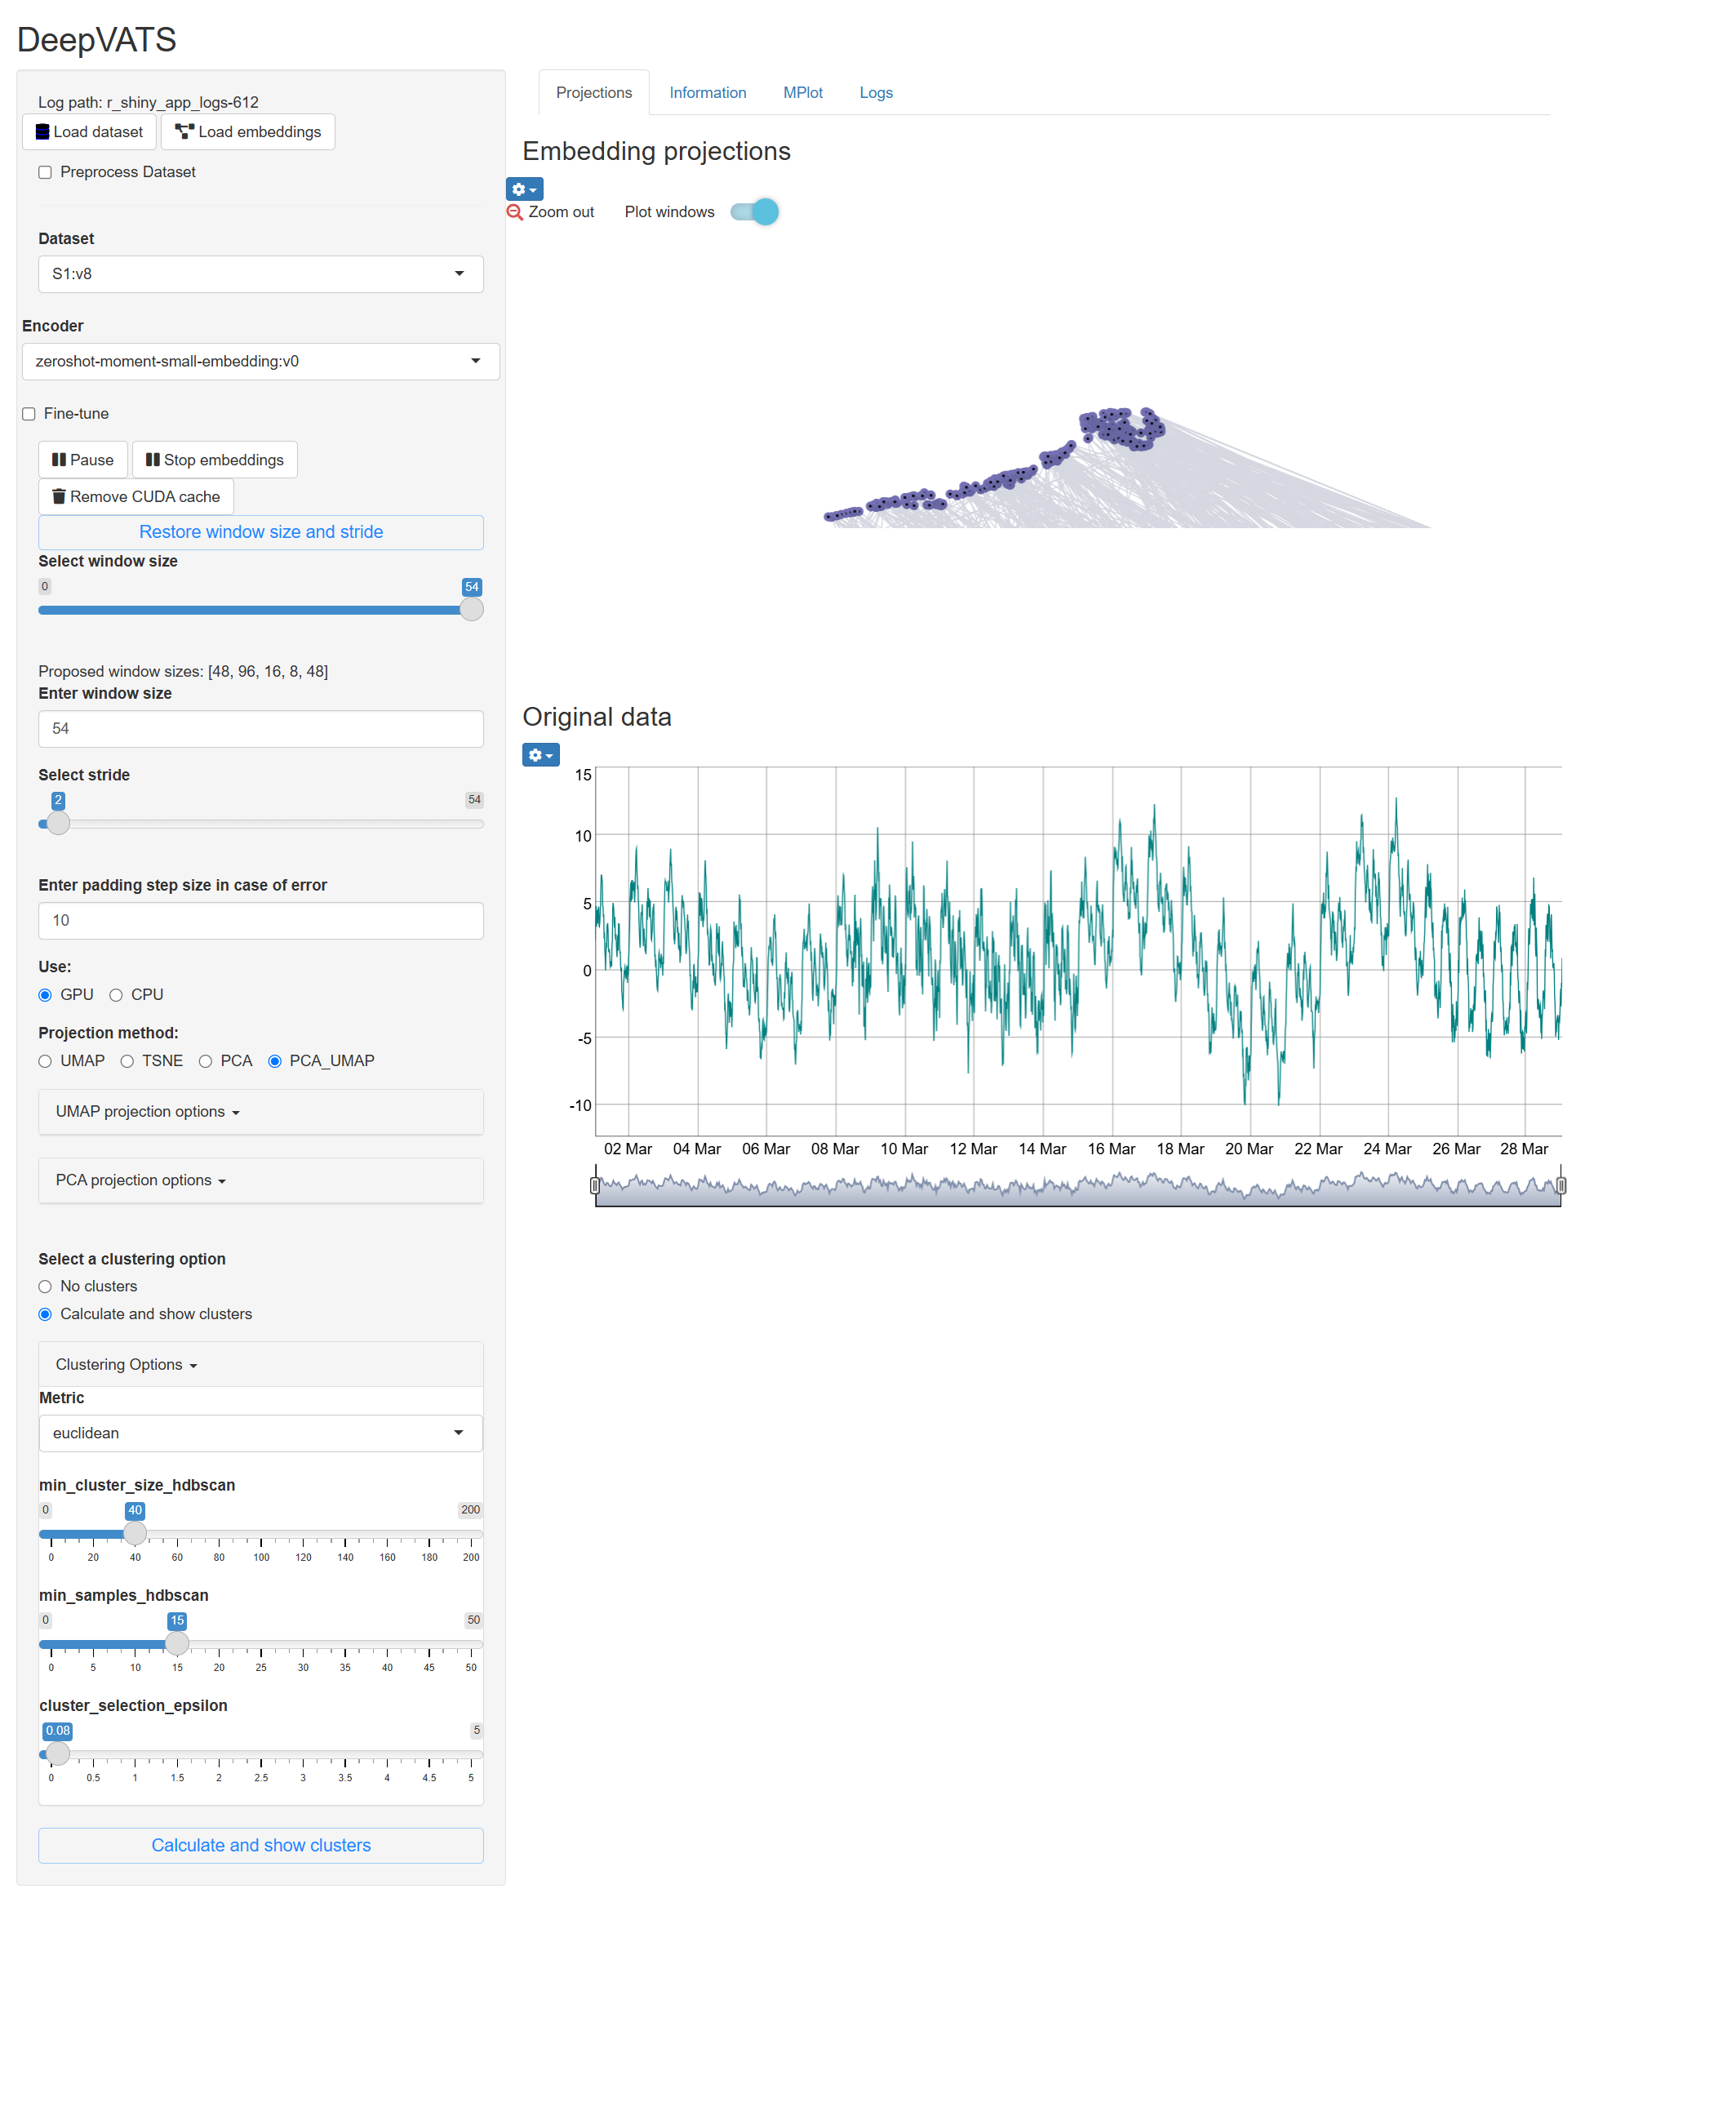 DeepVATS
Log path: r_shiny_app_logs-612
Load dataset
Load embeddings
Preprocess Dataset
Dataset
S1:v8
Encoder
zeroshot-moment-small-embedding:v0
Fine-tune
Pause
Stop embeddings
Remove CUDA cache
Restore window size and stride
Select window size
0
54
Proposed window sizes: [48, 96, 16, 8, 48]
Enter window size
54
Select stride
2
54
Enter padding step size in case of error
10
Use:
GPU CPU
Projection method:
UMAP TSNE PCA PCA_UMAP
UMAP projection options
PCA projection options
Select a clustering option
No clusters
Calculate and show clusters
Clustering Options
Metric
euclidean
min_cluster_size_hdbscan
0 40 200
0 20 40 60 80 100 120 140 160 180 200
min_samples_hdbscan
0 15 50
0 5 10 15 20 25 30 35 40 45 50
cluster_selection_epsilon
0.08 5
0 0.5 1 1.5 2 2.5 3 3.5 4 4.5 5
Calculate and show clusters
Projections Information MPlot Logs
Embedding projections
Zoom out Plot windows
Original data
15
10
5
0
-5
-10
02 Mar 04 Mar 06 Mar 08 Mar 10 Mar 12 Mar 14 Mar 16 Mar 18 Mar 20 Mar 22 Mar 24 Mar 26 Mar 28 Mar